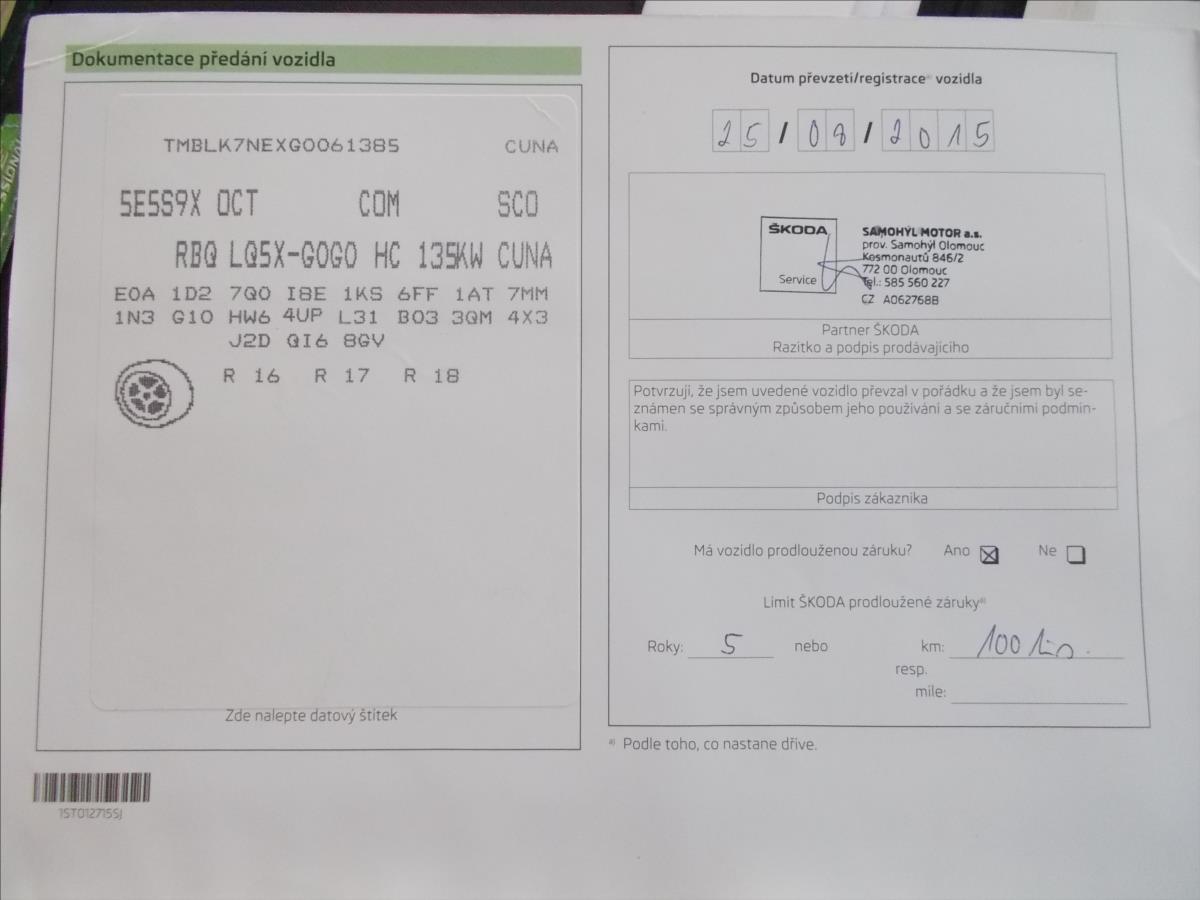 Dokumentace předání vozidla
TMBLK7NEXG0061385 CUNA
5E5S9X OCT COM SCO
RBQ LQ5X-G0G0 HC 135KW CUNA
E0A 1D2 7Q0 I8E 1KS 6FF 1AT 7MM
1N3 G10 HW6 4UP L31 B03 3QM 4X3
J2D QI6 8GV
R 16 R 17 R 18
Zde nalepte datový štítek
1ST012715SJ
Datum převzetí/registrace a) vozidla
25/08/2015
ŠKODA
Service
SAMOHÝL MOTOR a.s.
prov. Samohýl Olomouc
Kosmonautů 846/2
772 00 Olomouc
Tel.: 585 560 227
CZ A062768B
Partner ŠKODA
Razítko a podpis prodávajícího
Potvrzuji, že jsem uvedené vozidlo převzal v pořádku a že jsem byl se-
známen se správným způsobem jeho používání a se záručními podmín-
kami.
Podpis zákazníka
Má vozidlo prodlouženou záruku? Ano Ne
Limit ŠKODA prodloužené záruky a)
Roky: 5 nebo km: 100
resp.
míle:
a) Podle toho, co nastane dříve.